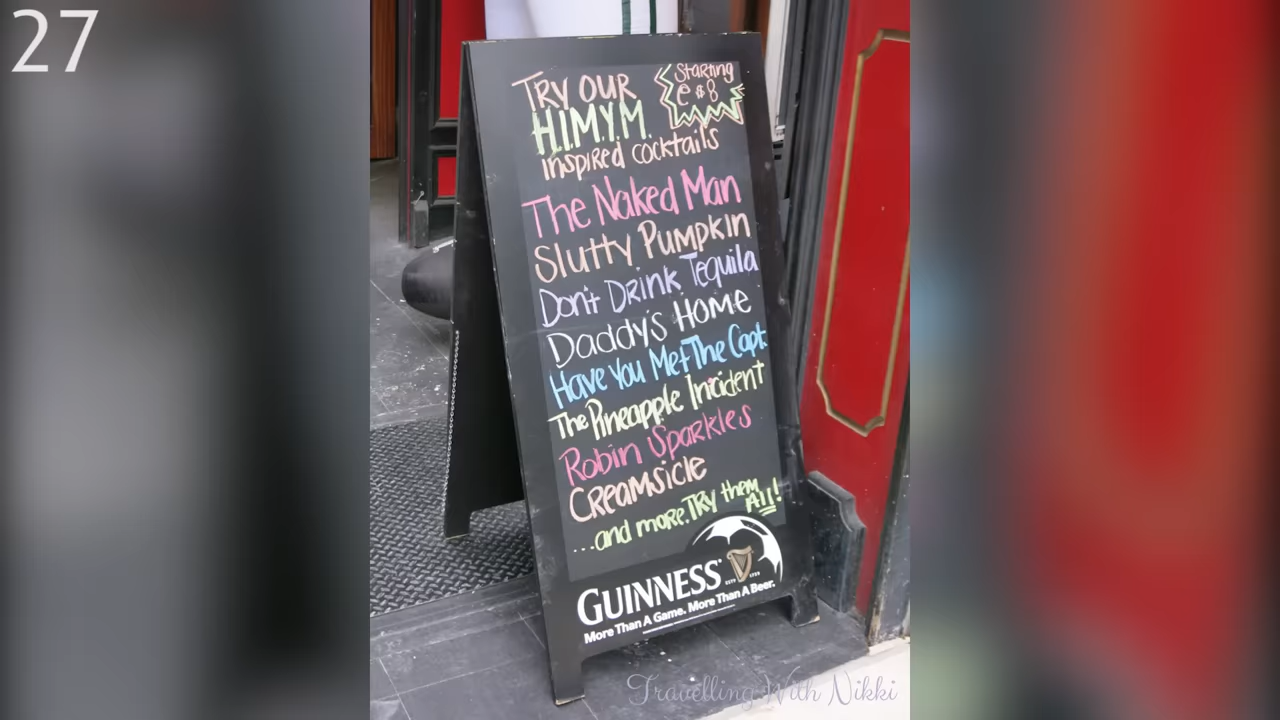 27
TRY OUR
H.I.M.Y.M.
inspired cocktails
Starting
@ $8
The Naked Man
Slutty Pumpkin
Don't Drink Tequila
Daddy's Home
Have You Met The Capt.
The Pineapple Incident
Robin Sparkles
Creamsicle
...and more. TRY them
All!
GUINNESS
More Than A Game. More Than A Beer.
Travelling With Nikki